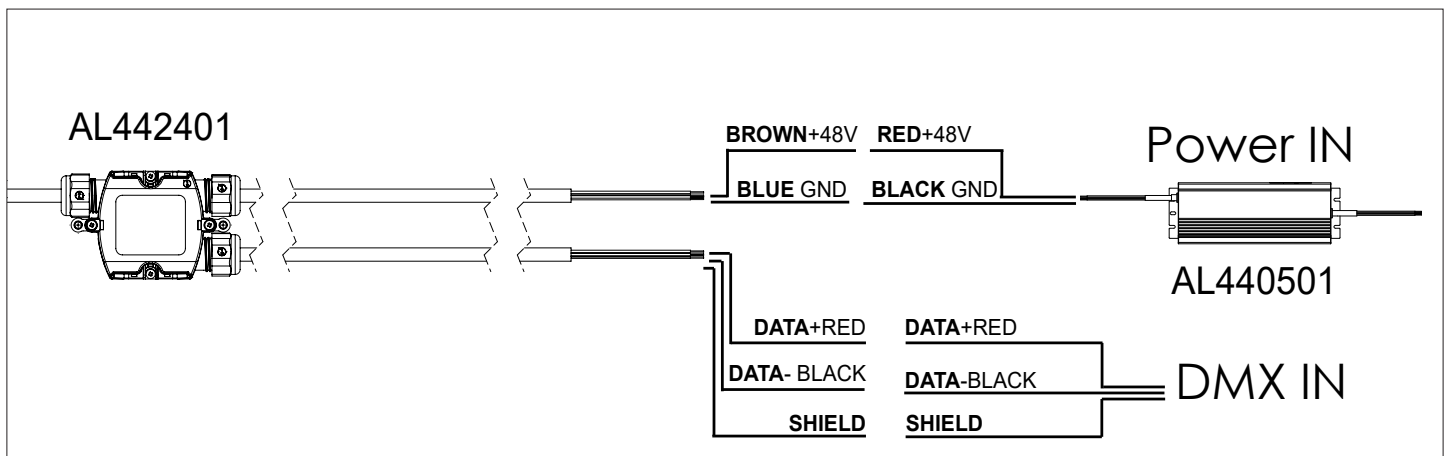 AL442401
BROWN+48V
RED+48V
Power IN
BLUE GND
BLACK GND
AL440501
DATA+RED
DATA+RED
DATA- BLACK
DATA-BLACK
DMX IN
SHIELD
SHIELD